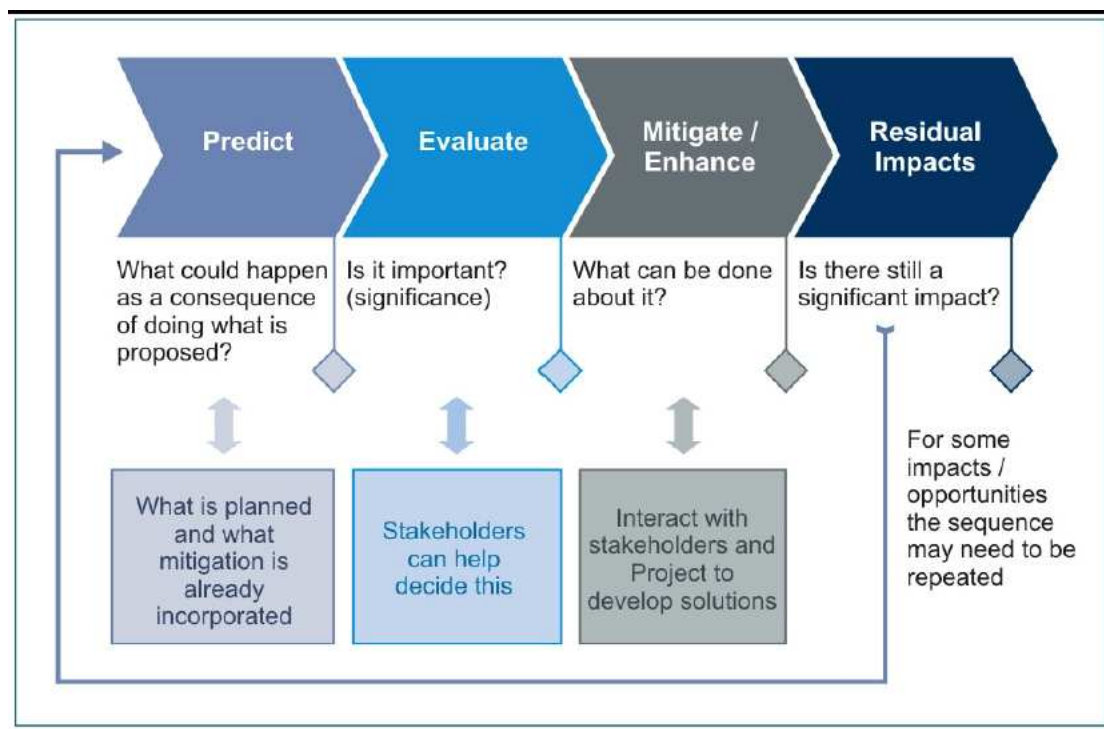 Predict
Evaluate
Mitigate /
Enhance
Residual
Impacts
What could happen
as a consequence
of doing what is
proposed?
Is it important?
(significance)
What can be done
about it?
Is there still a
significant impact?
What is planned
and what
mitigation is
already
incorporated
Stakeholders
can help
decide this
Interact with
stakeholders and
Project to
develop solutions
For some
impacts /
opportunities
the sequence
may need to be
repeated